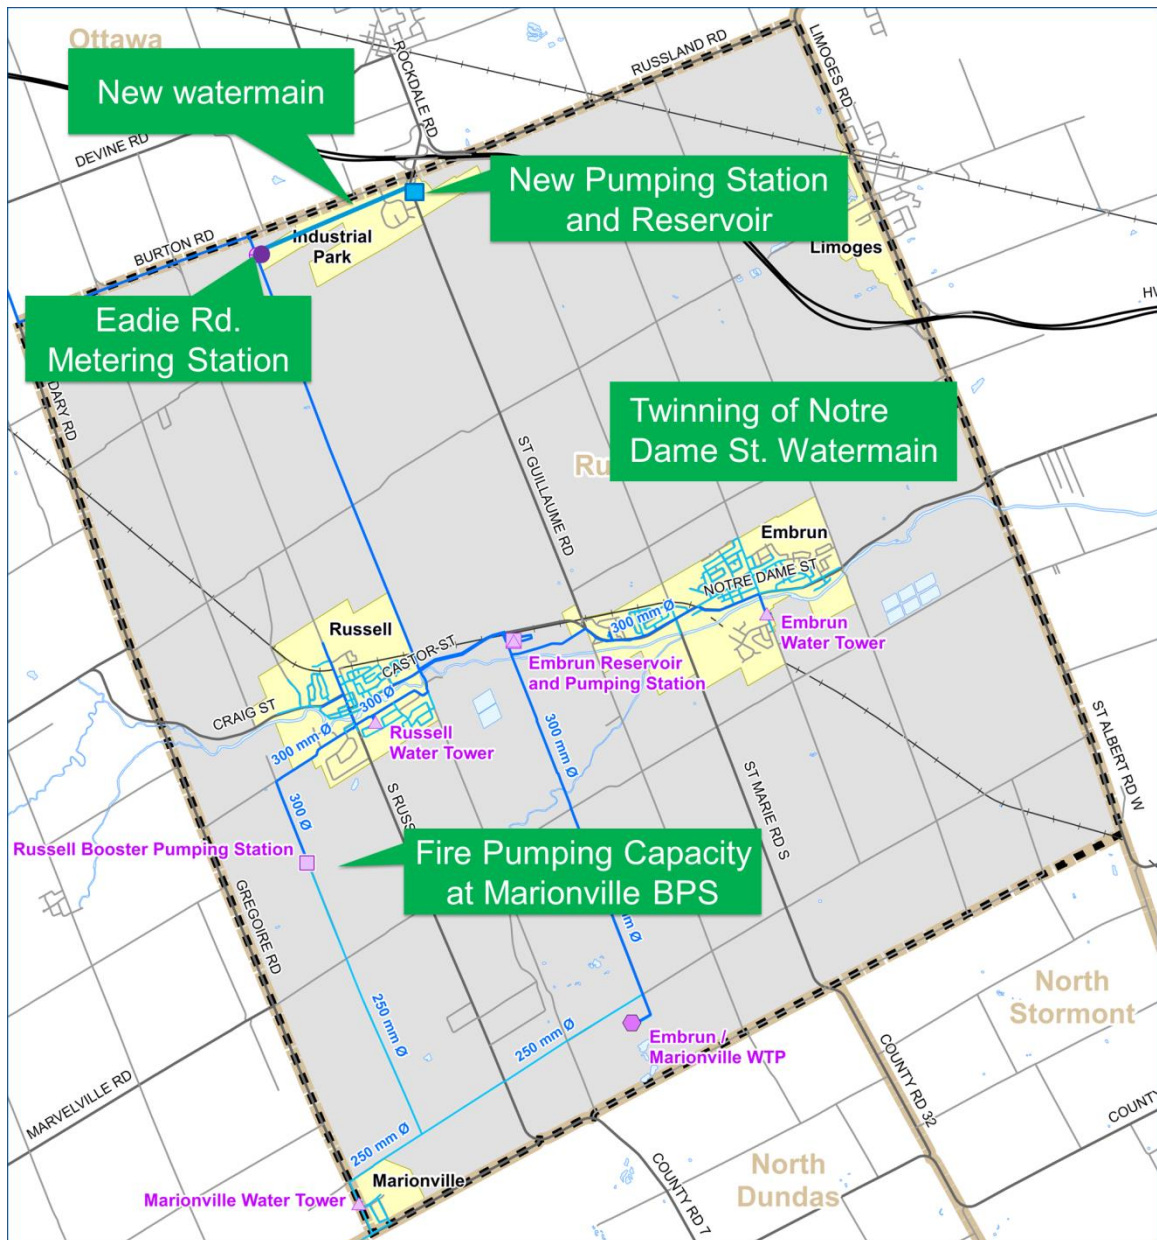 Ottawa
ROCKDALE RD
RUSSLAND RD
LIMOGES RD
New watermain
DEVINE RD
New Pumping Station
and Reservoir
BURTON RD
Industrial
Park
Limoges
Eadie Rd.
Metering Station
DARY RD
ST GUILLAUME RD
Twinning of Notre
Dame St. Watermain
Ru
Embrun
NOTRE DAME ST
300 mm Ø
Russell
CASTOR ST
Embrun
Water Tower
Embrun Reservoir
and Pumping Station
CRAIG ST
300 Ø
300 mm Ø
Russell
Water Tower
300 mm Ø
ST ALBERT RD W
300 Ø
S RUSS
ST MARIE RD S
Russell Booster Pumping Station
Fire Pumping Capacity
at Marionville BPS
GREGOIRE RD
m Ø
250 mm Ø
North
Stormont
250 mm Ø
Embrun /
Marionville WTP
COUNTY RD 32
MARVELVILLE RD
COUNTY
250 mm Ø
Marionville
North
Dundas
Marionville Water Tower
COUNTY RD 7